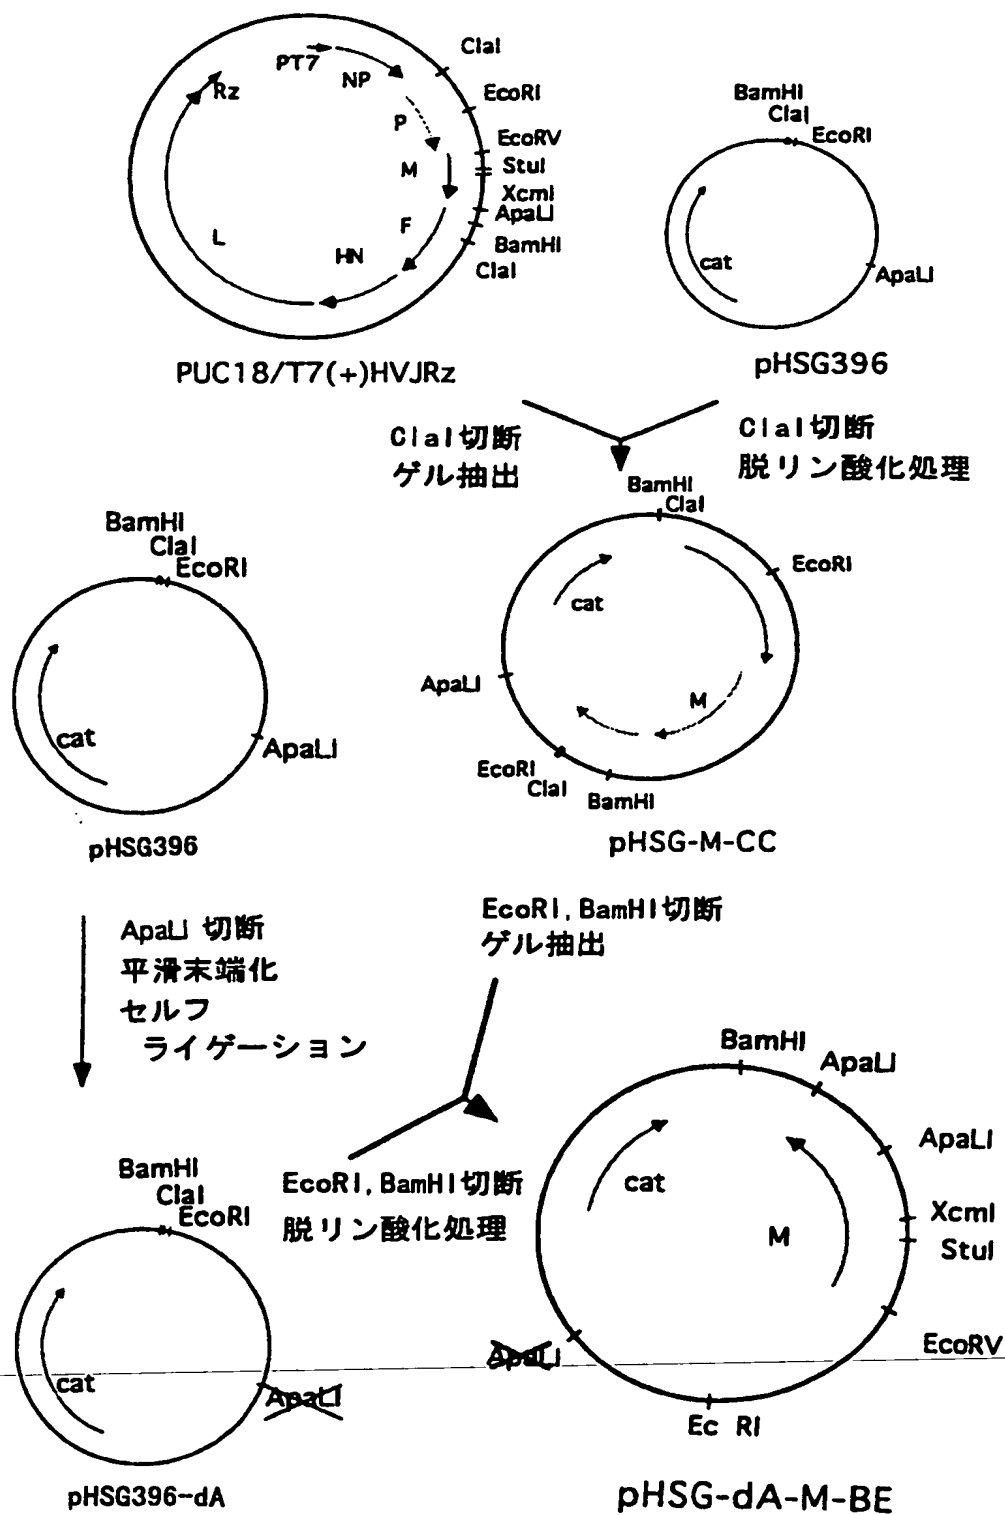 PT7
NP
Rz
P
M
F
HN
L
ClaI
EcoRI
EcoRV
StuI
XcmI
ApaLI
BamHI
ClaI
PUC18/T7(+)HVJRz
BamHI
ClaI
EcoRI
cat
ApaLI
pHSG396
ClaI切断
ゲル抽出
ClaI切断
脱リン酸化処理
BamHI
ClaI
EcoRI
cat
ApaLI
M
EcoRI
ClaI
BamHI
pHSG-M-CC
BamHI
ClaI
EcoRI
cat
ApaLI
pHSG396
ApaLI 切断
平滑末端化
セルフ
ライゲーション
EcoRI, BamHI切断
ゲル抽出
EcoRI, BamHI切断
脱リン酸化処理
BamHI
ClaI
EcoRI
cat
ApaLI
pHSG396-dA
BamHI
ApaLI
ApaLI
XcmI
StuI
EcoRV
cat
M
ApaLI
Ec RI
pHSG-dA-M-BE